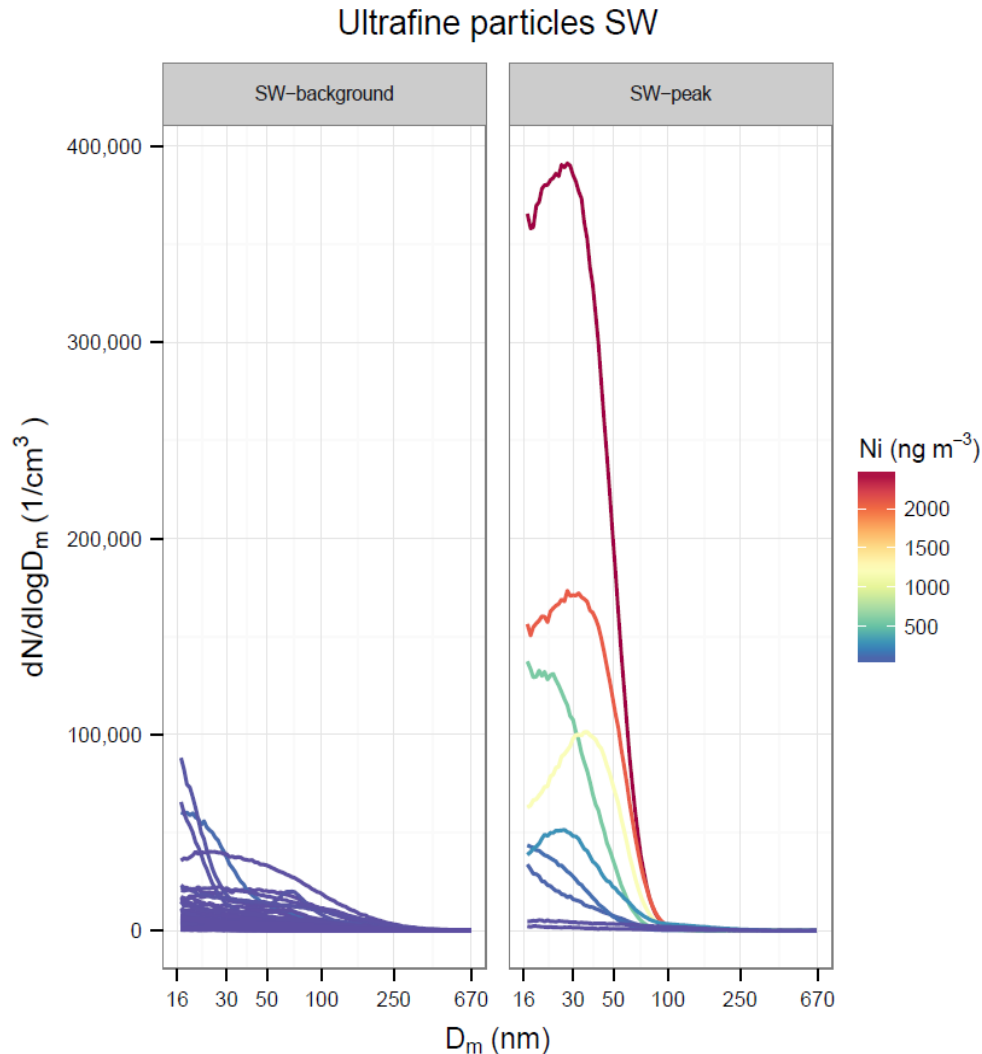 Ultrafine particles SW
SW−background
SW−peak
400,000
300,000
200,000
100,000
0
dN/dlogDₘ (1/cm³ )
16 30 50 100 250 670
16 30 50 100 250 670
Dₘ (nm)
Ni (ng m⁻³)
2000
1500
1000
500